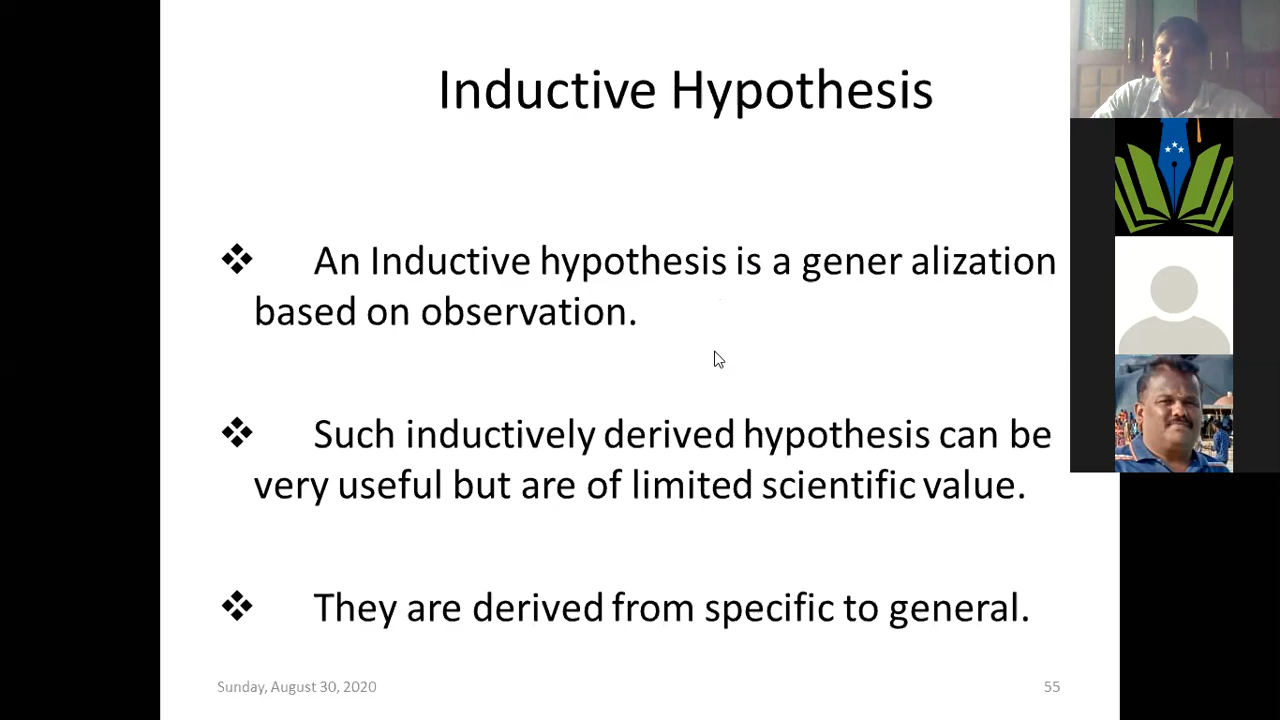 Inductive Hypothesis
❖ An Inductive hypothesis is a gener alization
based on observation.
❖ Such inductively derived hypothesis can be
very useful but are of limited scientific value.
❖ They are derived from specific to general.
Sunday, August 30, 2020
55